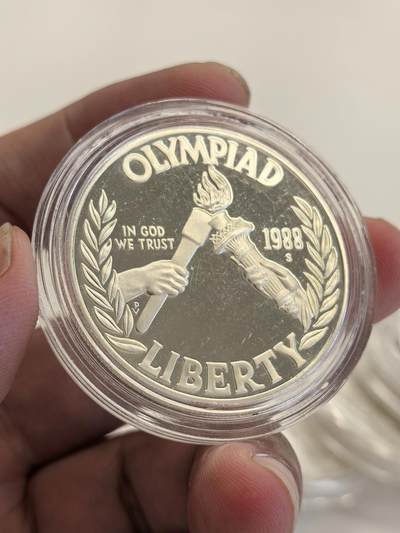 OLYMPIAD
IN GOD
WE TRUST
1988
S
P
V
LIBERTY